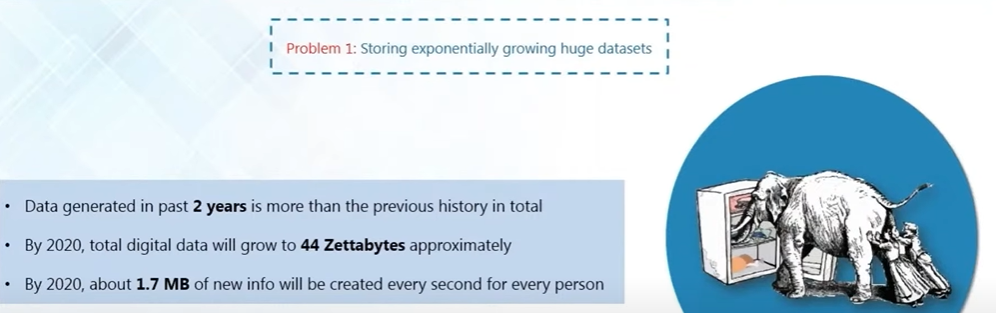 Problem 1: Storing exponentially growing huge datasets
• Data generated in past 2 years is more than the previous history in total
• By 2020, total digital data will grow to 44 Zettabytes approximately
• By 2020, about 1.7 MB of new info will be created every second for every person